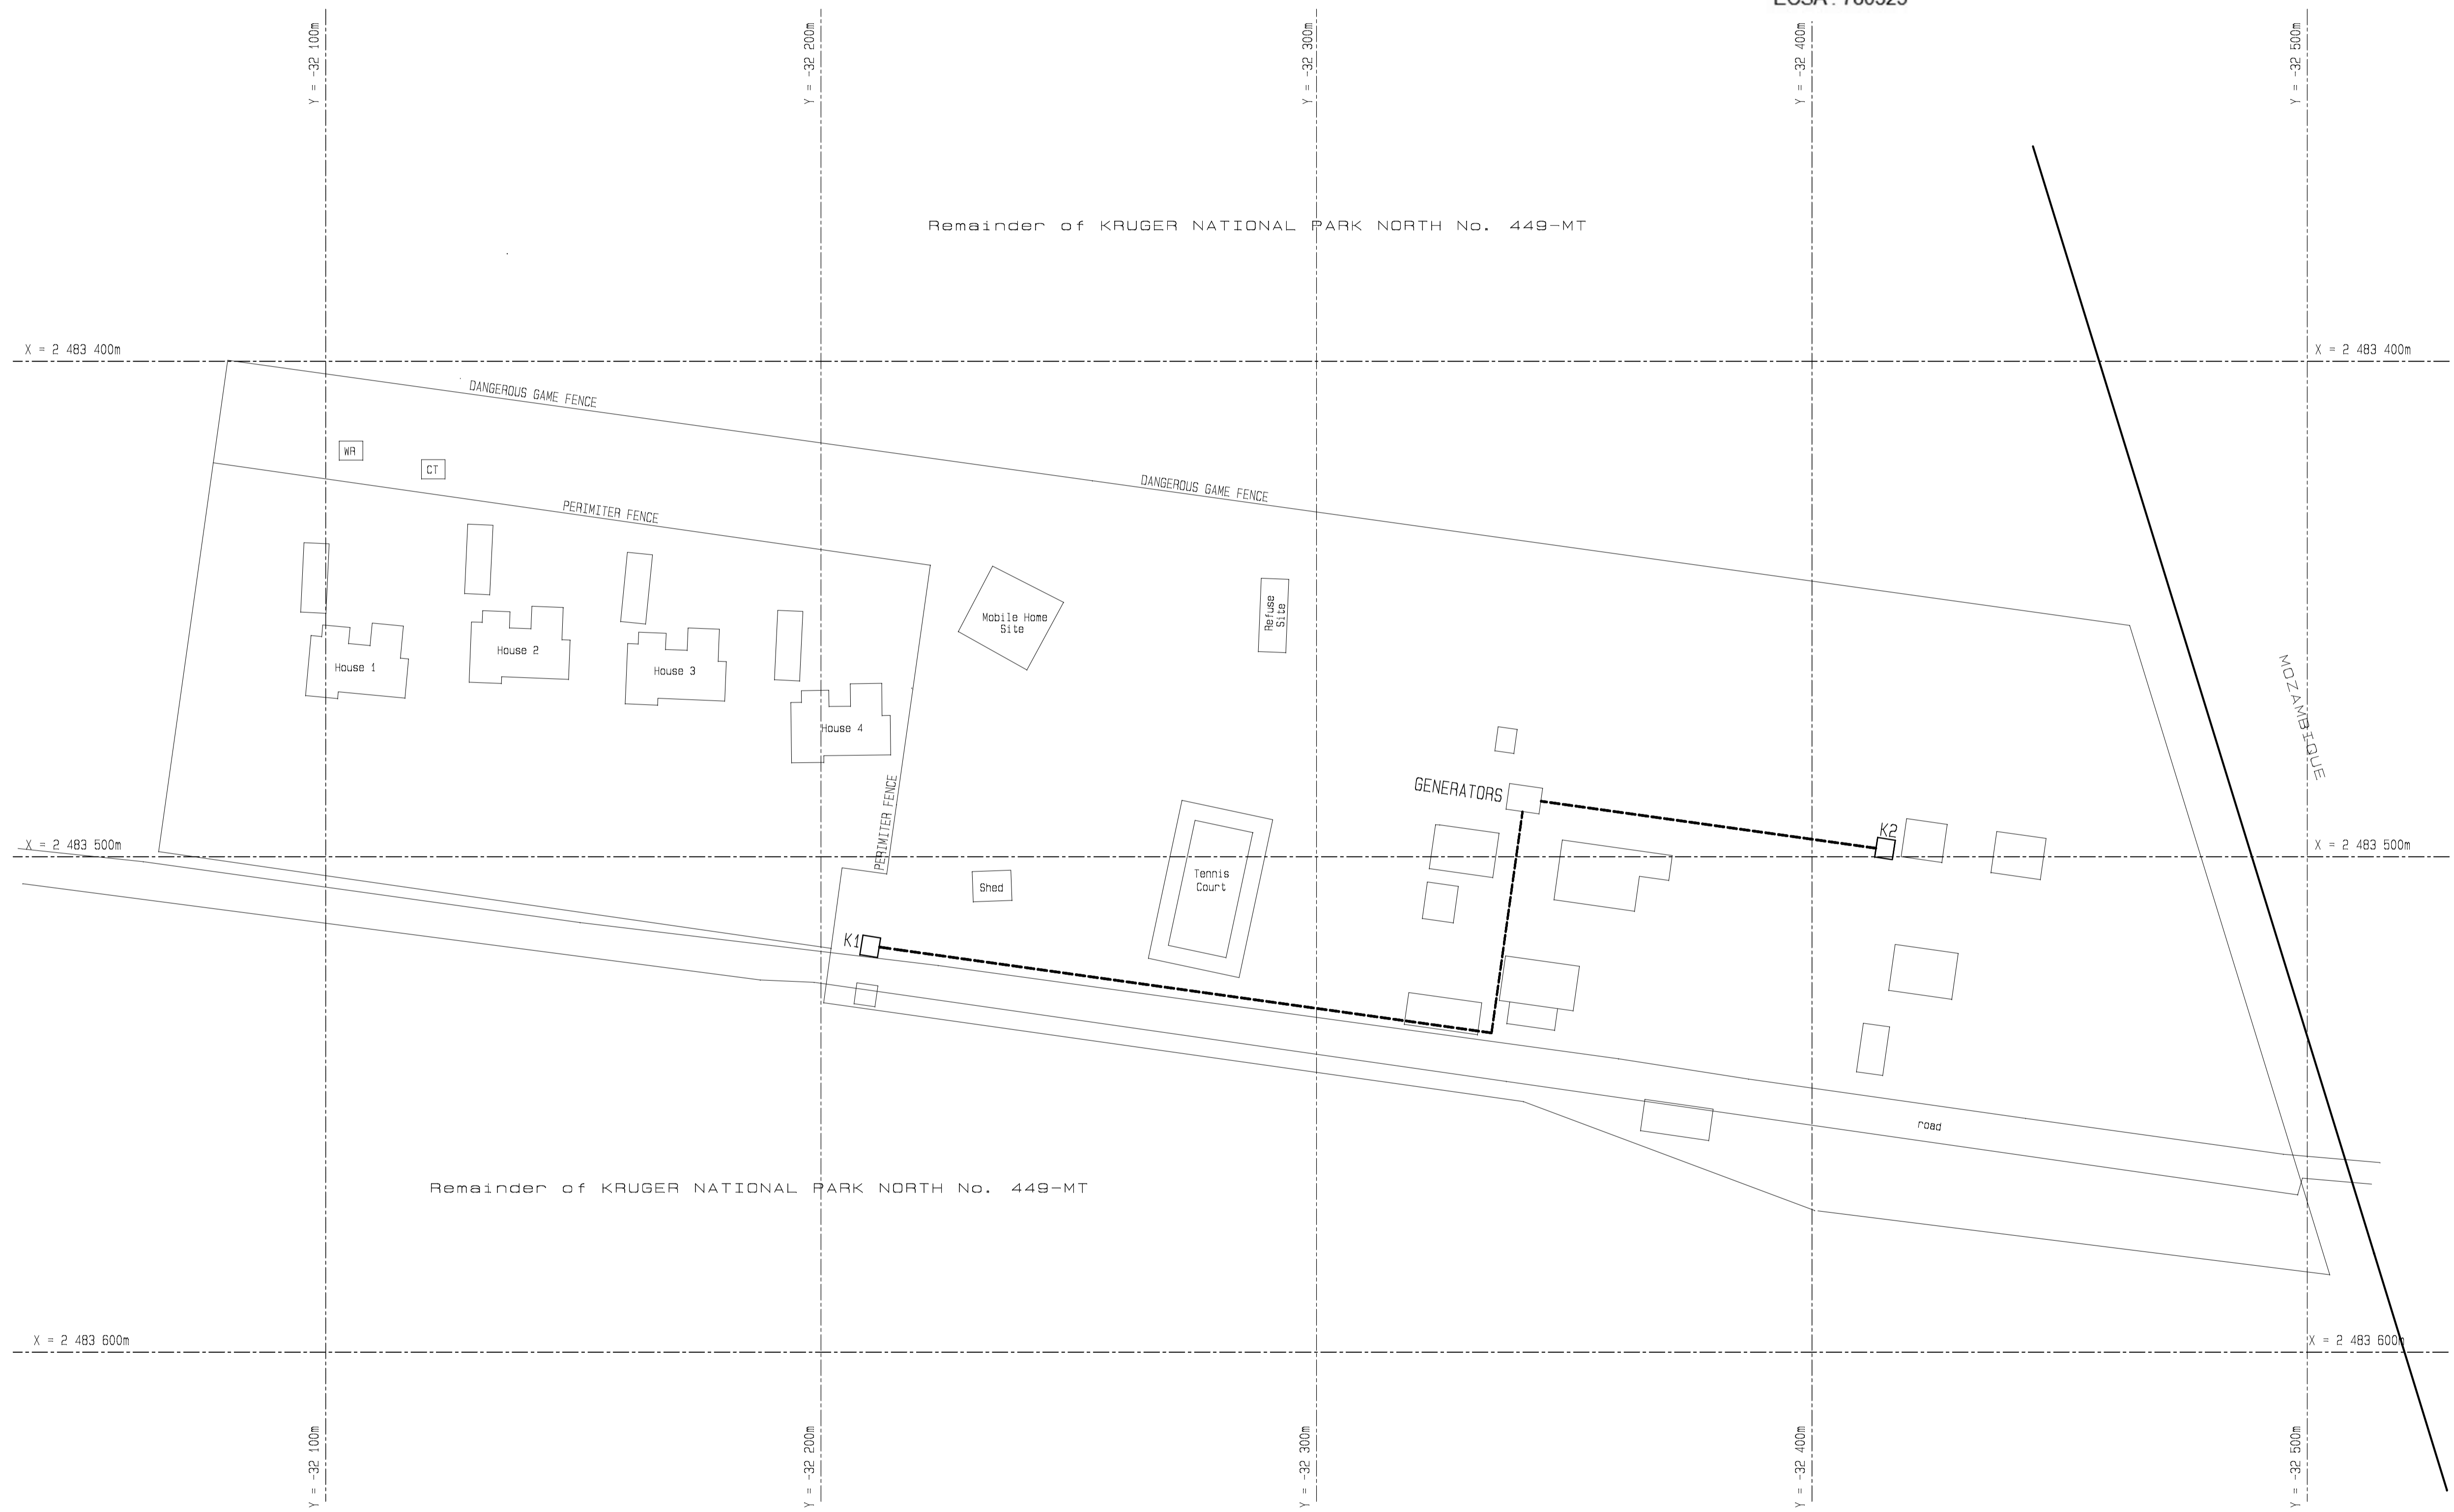 Y = -32 100m
Y = -32 200m
Y = -32 300m
Y = -32 400m
Y = -32 500m
Remainder of KRUGER NATIONAL PARK NORTH No. 449-MT
X = 2 483 400m
X = 2 483 400m
DANGEROUS GAME FENCE
WR
CT
DANGEROUS GAME FENCE
PERIMITER FENCE
Mobile Home
Site
Refuse
Site
House 1
House 2
House 3
House 4
MOZAMBIQUE
GENERATORS
PERIMITER FENCE
K2
X = 2 483 500m
X = 2 483 500m
Tennis
Court
Shed
K1
road
Remainder of KRUGER NATIONAL PARK NORTH No. 449-MT
X = 2 483 600m
X = 2 483 600m
Y = -32 100m
Y = -32 200m
Y = -32 300m
Y = -32 400m
Y = -32 500m